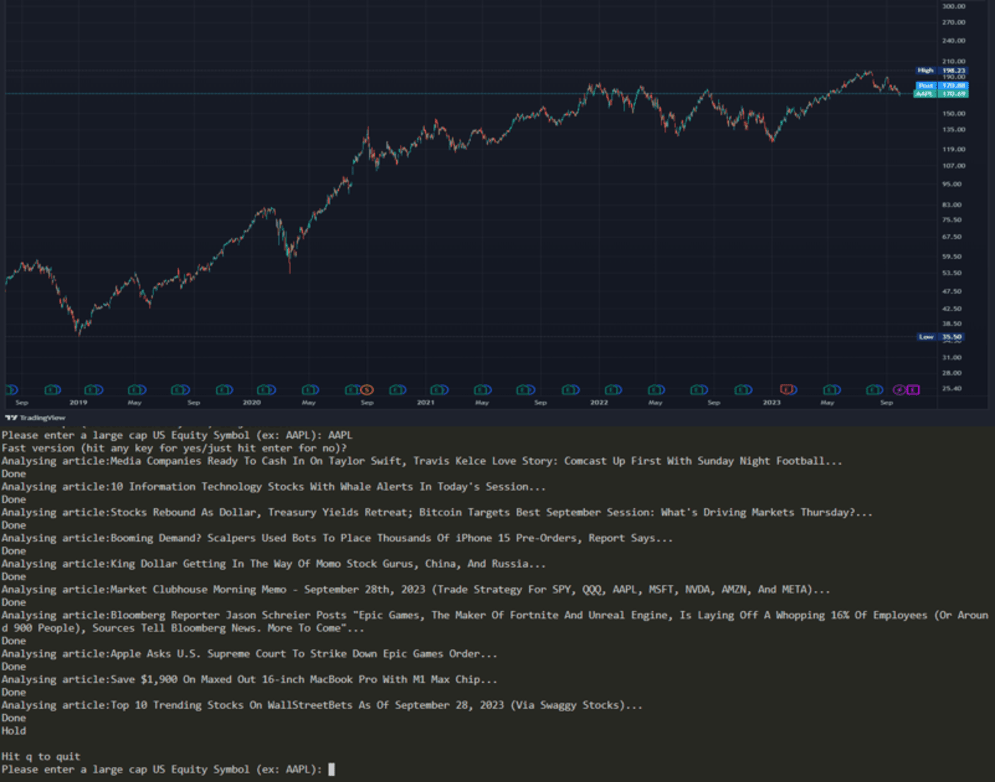 300.00
270.00
240.00
210.00
High 198.23
190.00
Post 170.88
AAPL 170.69
150.00
135.00
119.00
107.00
95.00
83.00
75.50
67.50
59.50
53.50
47.50
42.50
38.50
Low 35.50
31.00
28.00
25.40
Sep 2019 May Sep 2020 May Sep 2021 May Sep 2022 May Sep 2023 May Sep
TradingView
Please enter a large cap US Equity Symbol (ex: AAPL): AAPL
Fast version (hit any key for yes/just hit enter for no)?
Analysing article:Media Companies Ready To Cash In On Taylor Swift, Travis Kelce Love Story: Comcast Up First With Sunday Night Football...
Done
Analysing article:10 Information Technology Stocks With Whale Alerts In Today's Session...
Done
Analysing article:Stocks Rebound As Dollar, Treasury Yields Retreat; Bitcoin Targets Best September Session: What's Driving Markets Thursday?...
Done
Analysing article:Booming Demand? Scalpers Used Bots To Place Thousands Of iPhone 15 Pre-Orders, Report Says...
Done
Analysing article:King Dollar Getting In The Way Of Momo Stock Gurus, China, And Russia...
Done
Analysing article:Market Clubhouse Morning Memo - September 28th, 2023 (Trade Strategy For SPY, QQQ, AAPL, MSFT, NVDA, AMZN, And META)...
Done
Analysing article:Bloomberg Reporter Jason Schreier Posts "Epic Games, The Maker Of Fortnite And Unreal Engine, Is Laying Off A Whopping 16% Of Employees (Or Aroun
d 900 People), Sources Tell Bloomberg News. More To Come"...
Done
Analysing article:Apple Asks U.S. Supreme Court To Strike Down Epic Games Order...
Done
Analysing article:Save $1,900 On Maxed Out 16-inch MacBook Pro With M1 Max Chip...
Done
Analysing article:Top 10 Trending Stocks On WallStreetBets As Of September 28, 2023 (Via Swaggy Stocks)...
Done
Hold
Hit q to quit
Please enter a large cap US Equity Symbol (ex: AAPL):